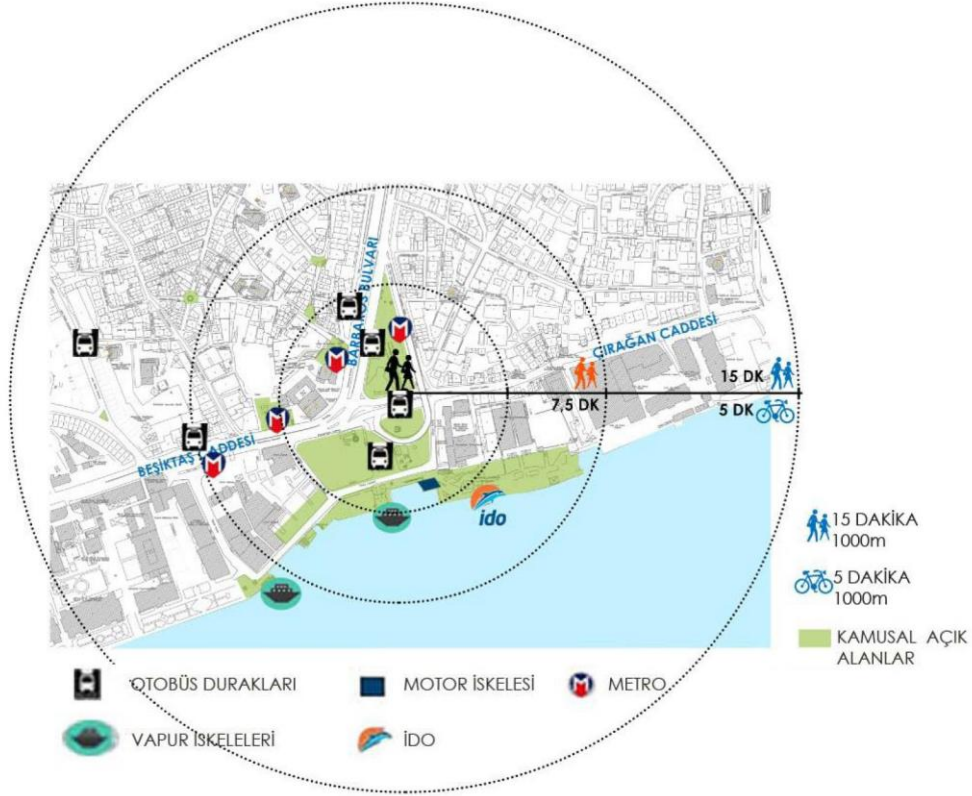 BARBAROS BULVARI
ÇIRAĞAN CADDESİ
15 DK
7,5 DK
5 DK
BEŞİKTAŞ CADDESİ
ido
15 DAKİKA
1000m
5 DAKİKA
1000m
KAMUSAL AÇIK
ALANLAR
OTOBÜS DURAKLARI
MOTOR İSKELESİ
METRO
VAPUR İSKELELERİ
İDO